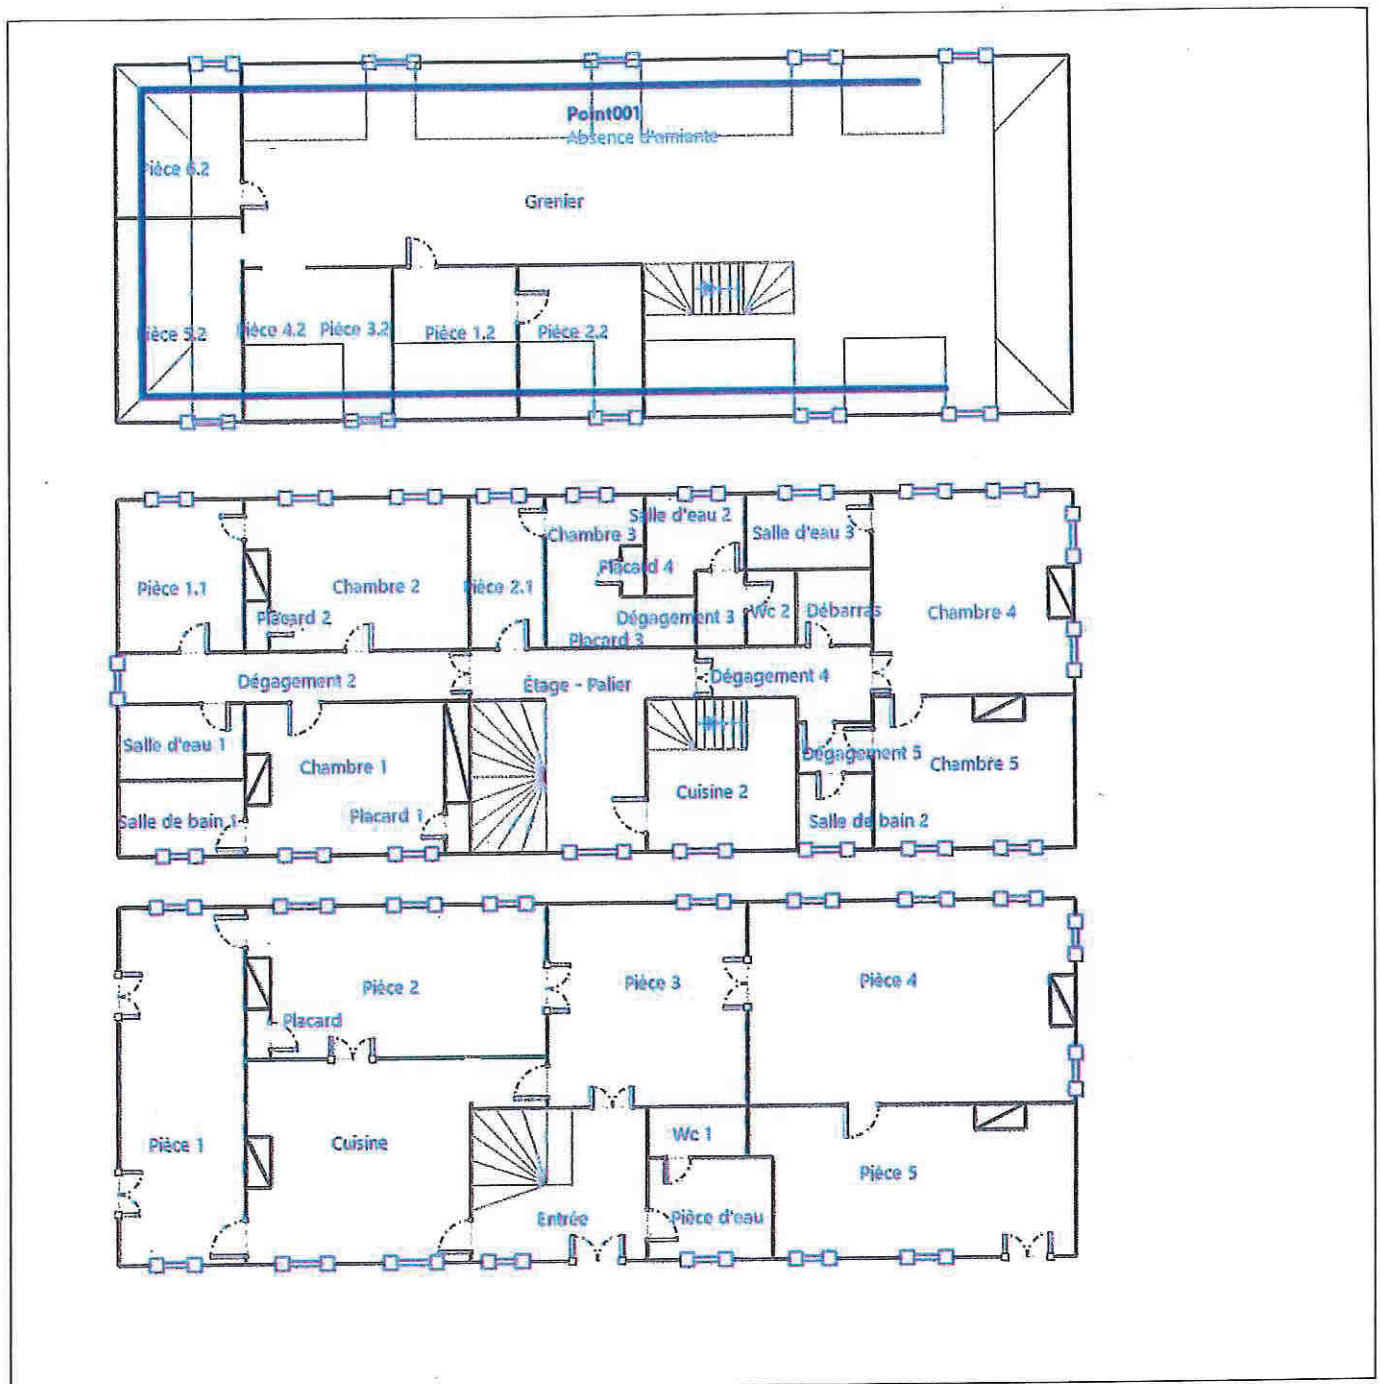 Point001
Absence d'amiante
Pièce 6.2
Grenier
Pièce 5.2
Pièce 4.2
Pièce 3.2
Pièce 1.2
Pièce 2.2
Salle d'eau 2
Chambre 3
Salle d'eau 3
Placard 4
Pièce 1.1
Chambre 2
Pièce 2.1
Placard 2
Dégagement 3
Wc 2
Débarras
Chambre 4
Placard 3
Dégagement 2
Étage - Palier
Dégagement 4
Salle d'eau 1
Chambre 1
Dégagement 5
Chambre 5
Cuisine 2
Salle de bain 1
Placard 1
Salle de bain 2
Pièce 2
Pièce 3
Pièce 4
Placard
Pièce 1
Cuisine
Wc 1
Pièce 5
Entrée
Pièce d'eau